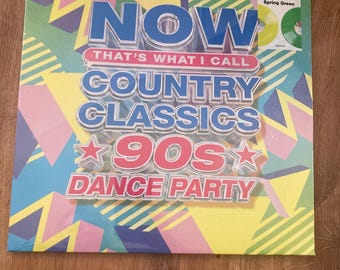 Spring Green
NOW
THAT'S WHAT I CALL
COUNTRY
CLASSICS
90s
DANCE PARTY